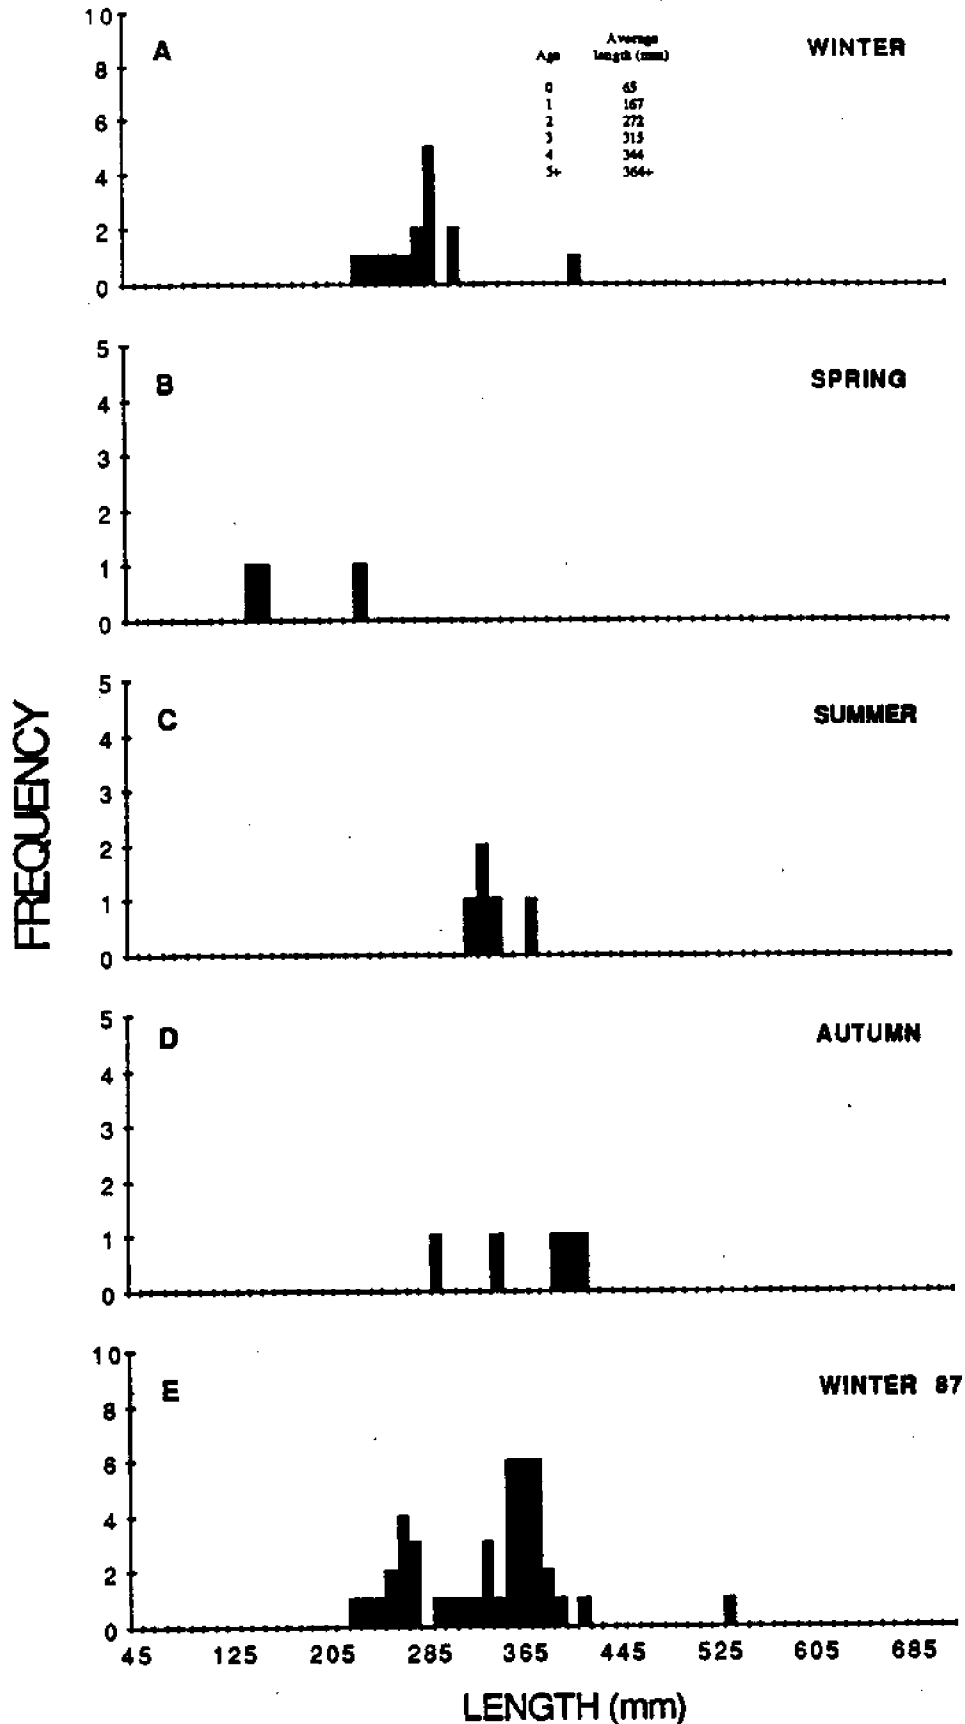 10
A
Average
WINTER
8
Age length (mm)
0 65
1 167
6
2 272
3 315
4 344
4
5+ 364+
2
0
5
B
SPRING
4
3
2
1
0
5
C
SUMMER
4
3
2
1
0
FREQUENCY
5
D
AUTUMN
4
3
2
1
0
10
E
WINTER 87
8
6
4
2
0
45 125 205 285 365 445 525 605 685
LENGTH (mm)